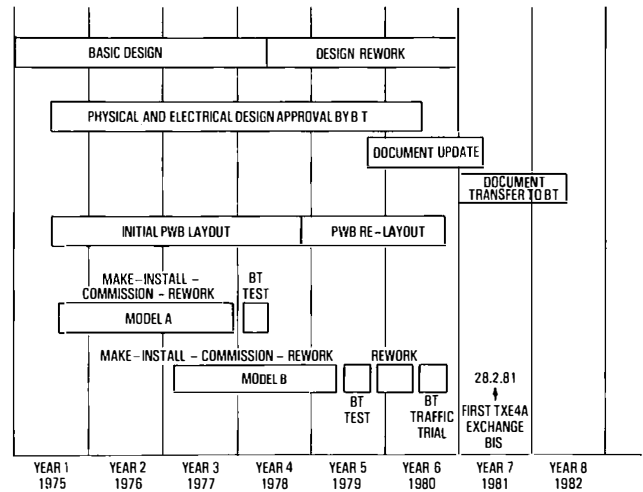 BASIC DESIGN
DESIGN REWORK
PHYSICAL AND ELECTRICAL DESIGN APPROVAL BY BT
DOCUMENT UPDATE
DOCUMENT
TRANSFER TO BT
INITIAL PWB LAYOUT
PWB RE-LAYOUT
MAKE-INSTALL-
COMMISSION-REWORK
BT
TEST
MODEL A
MAKE-INSTALL-COMMISSION-REWORK
REWORK
MODEL B
BT
TEST
BT
TRAFFIC
TRIAL
28.2.81
FIRST TXE4A
EXCHANGE
BIS
YEAR 1
1975
YEAR 2
1976
YEAR 3
1977
YEAR 4
1978
YEAR 5
1979
YEAR 6
1980
YEAR 7
1981
YEAR 8
1982